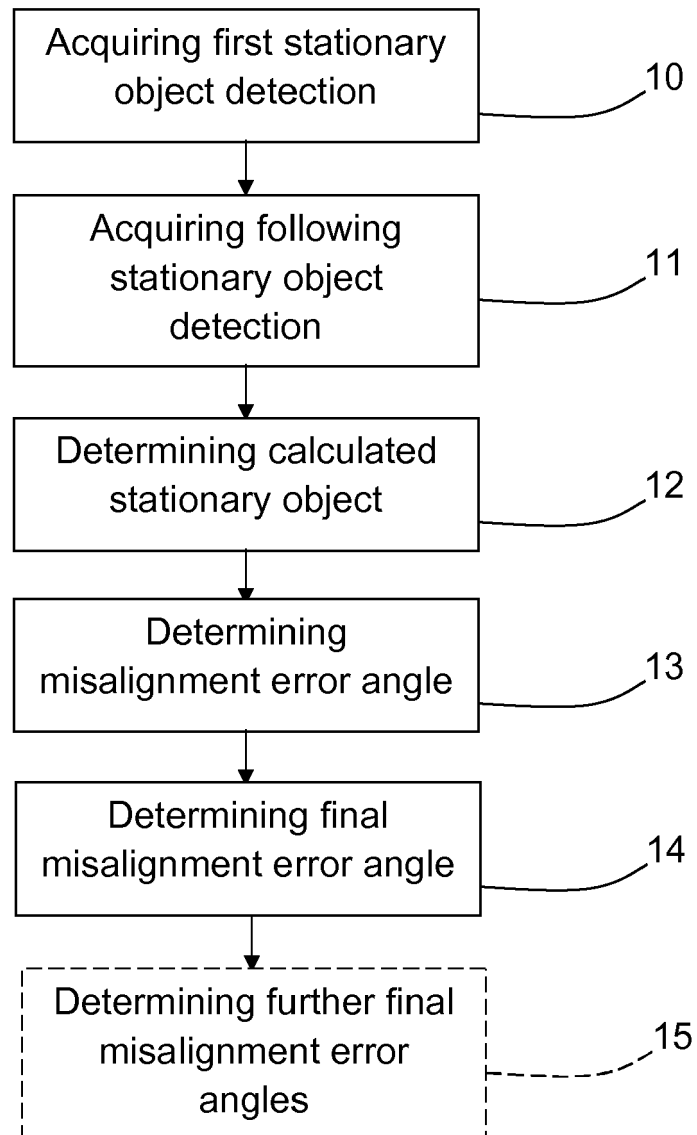 Acquiring first stationary
object detection
10
Acquiring following
stationary object
detection
11
Determining calculated
stationary object
12
Determining
misalignment error angle
13
Determining final
misalignment error angle
14
Determining further final
misalignment error
angles
15